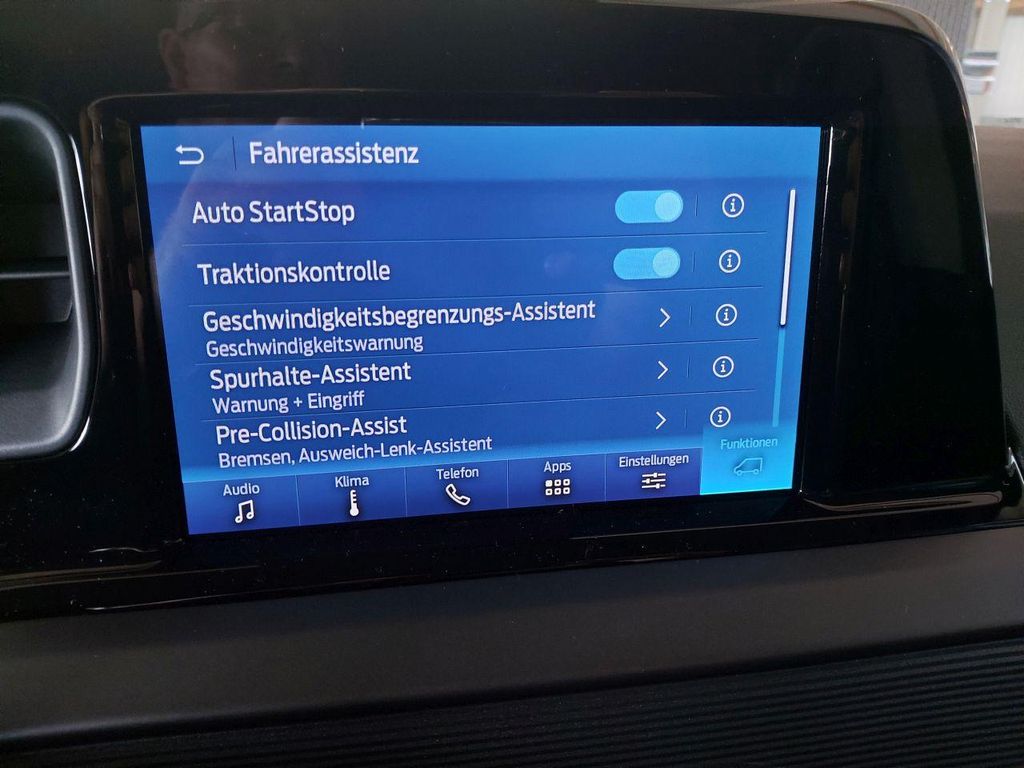 Fahrerassistenz
Auto StartStop
Traktionskontrolle
Geschwindigkeitsbegrenzungs-Assistent
Geschwindigkeitswarnung
Spurhalte-Assistent
Warnung + Eingriff
Pre-Collision-Assist
Bremsen, Ausweich-Lenk-Assistent
Audio
Klima
Telefon
Apps
Einstellungen
Funktionen